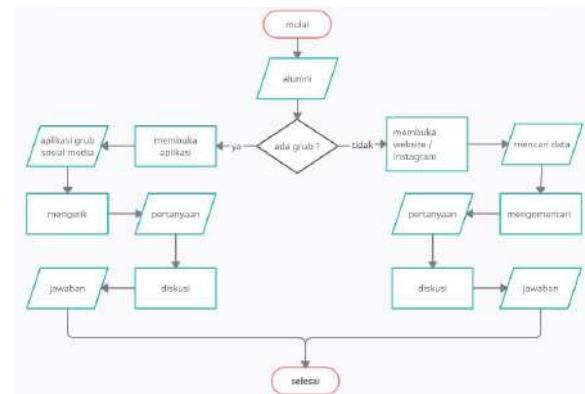 mulai
alumni
ada grub ?
ya
tidak
membuka
aplikasi
aplikasi grub
sosial media
mengetik
pertanyaan
diskusi
jawaban
membuka
website /
instagram
mencari data
mengomentari
pertanyaan
diskusi
jawaban
selesai